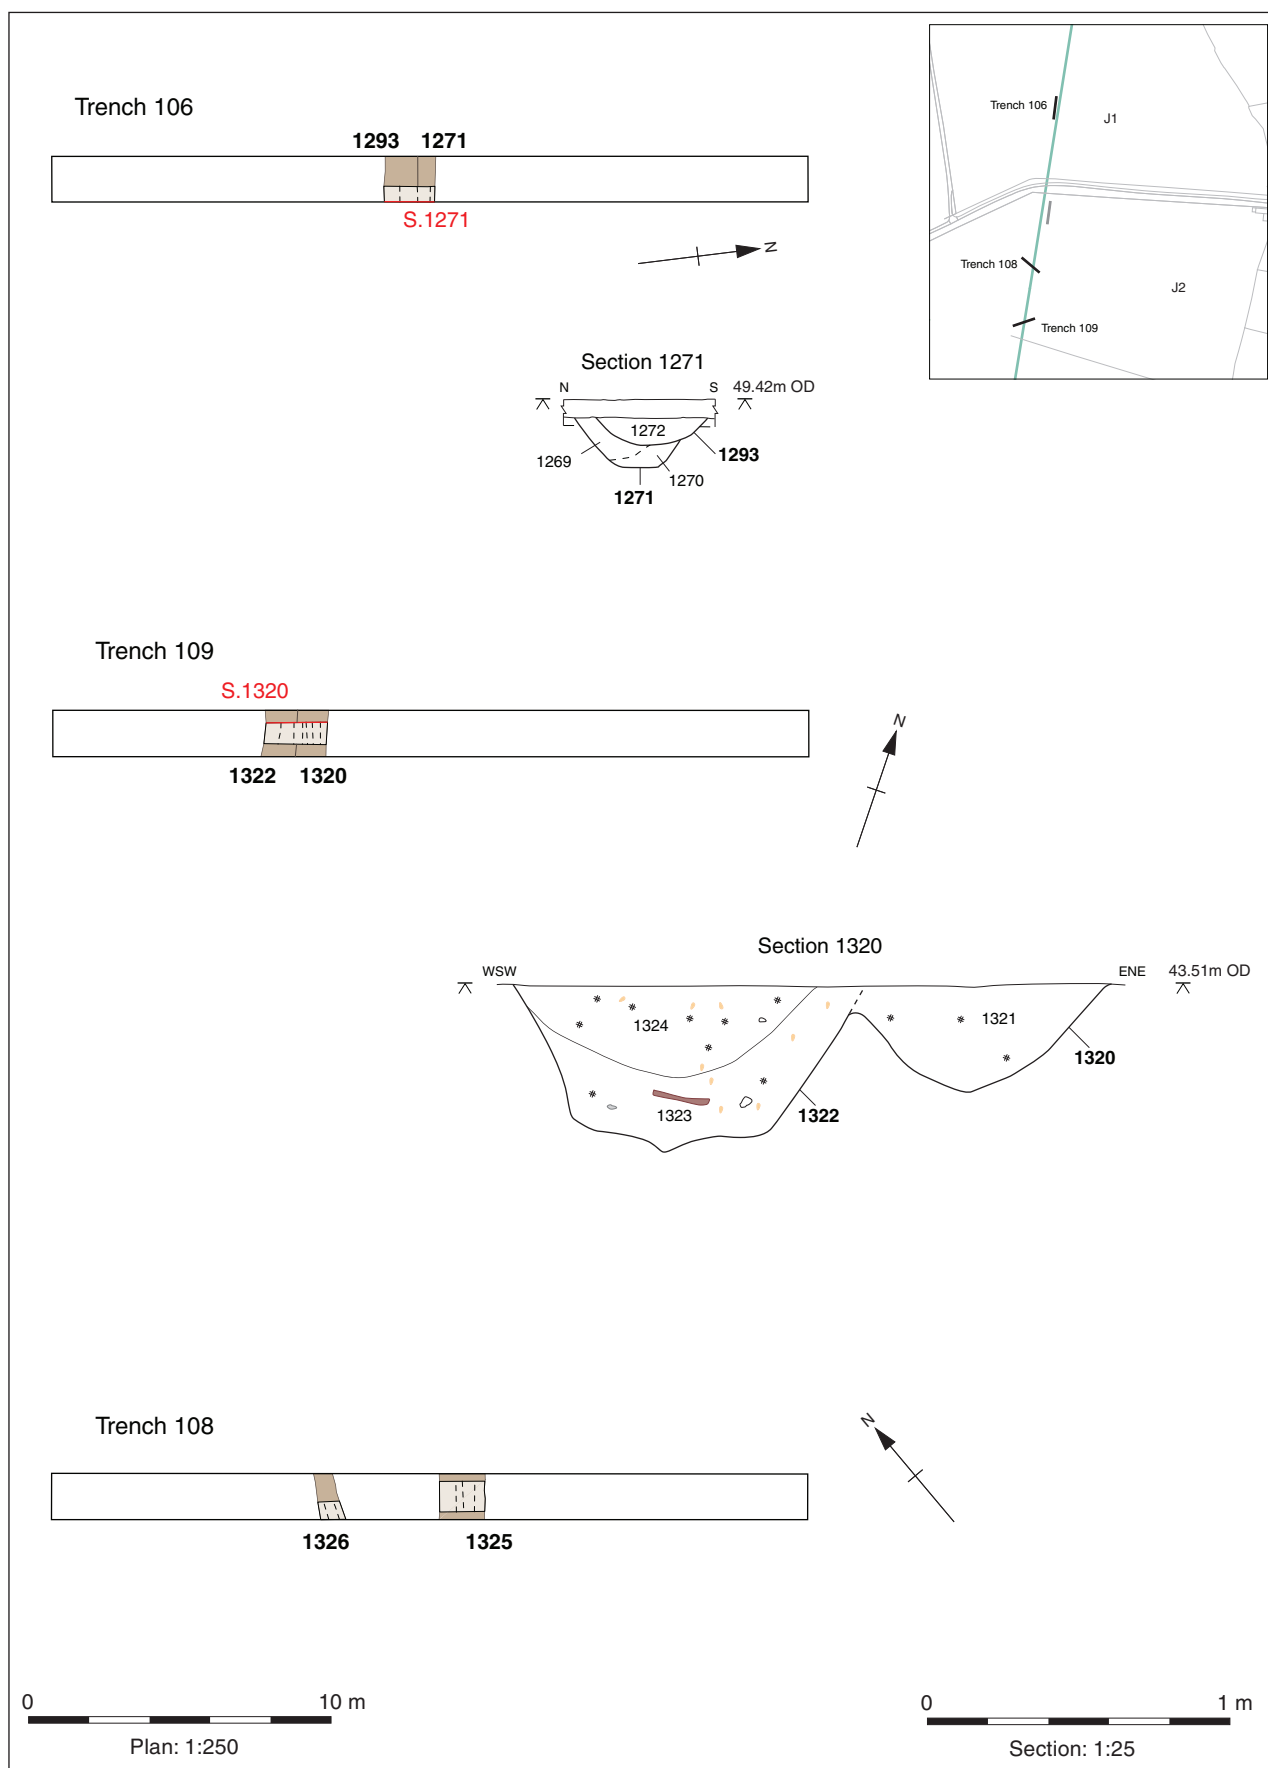 Trench 106
1293 1271
S.1271
N
Trench 106
J1
Trench 108
J2
Trench 109
Section 1271
N S 49.42m OD
1272
1269 1293
1270
1271
Trench 109
S.1320
1322 1320
N
Section 1320
WSW ENE 43.51m OD
1324 1321
1320
1323 1322
Trench 108
N
1326 1325
0 10 m
Plan: 1:250
0 1 m
Section: 1:25